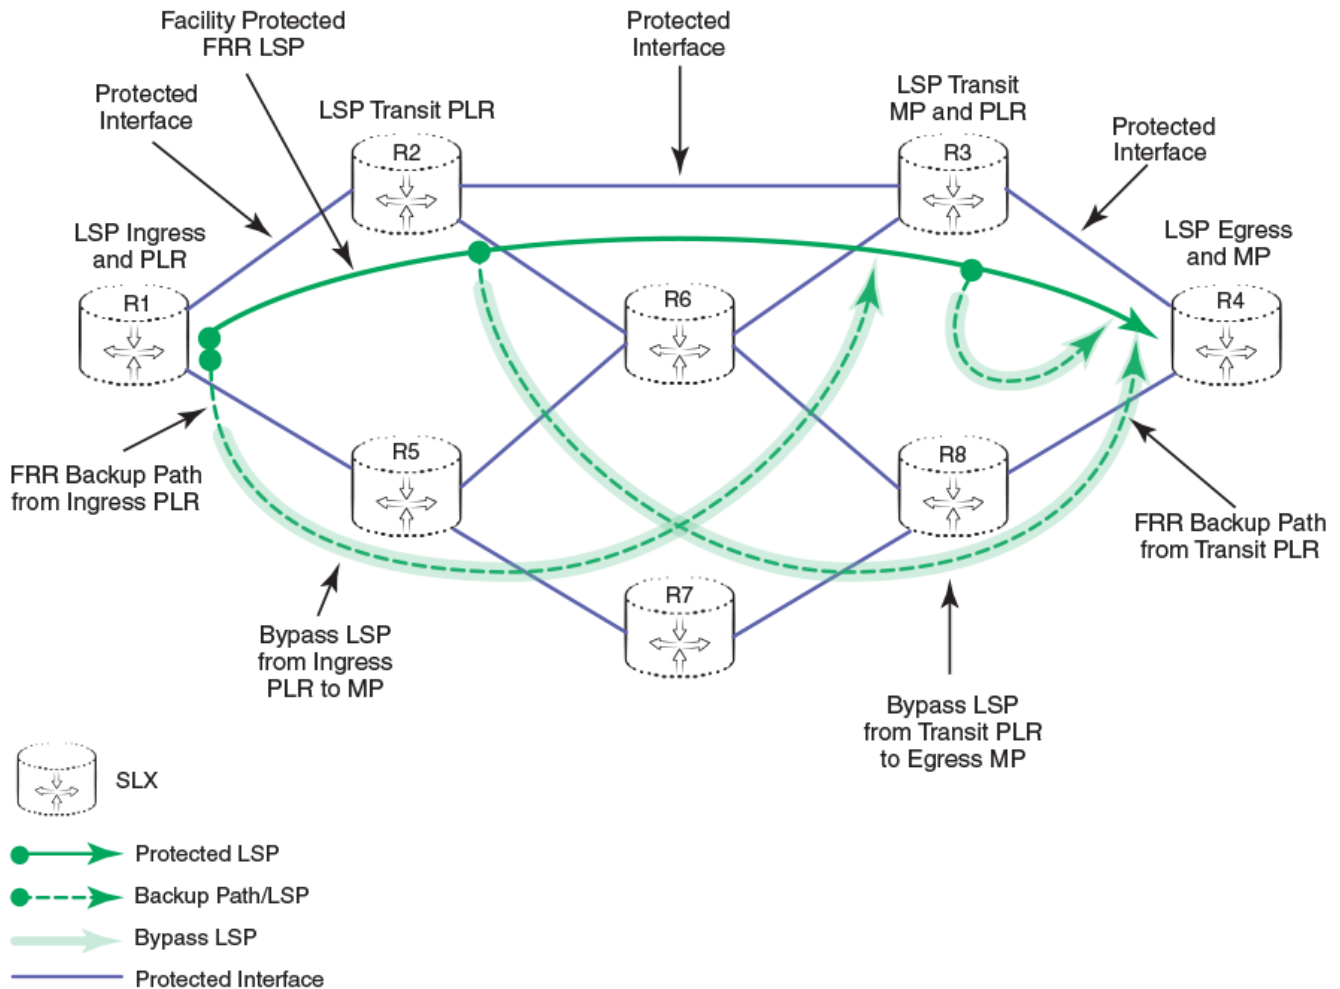 Facility Protected
FRR LSP
Protected
Interface
Protected
Interface
LSP Transit PLR
LSP Transit
MP and PLR
Protected
Interface
R2
R3
LSP Ingress
and PLR
LSP Egress
and MP
R1
R6
R4
R5
R8
FRR Backup Path
from Ingress PLR
FRR Backup Path
from Transit PLR
R7
Bypass LSP
from Ingress
PLR to MP
Bypass LSP
from Transit PLR
to Egress MP
SLX
Protected LSP
Backup Path/LSP
Bypass LSP
Protected Interface